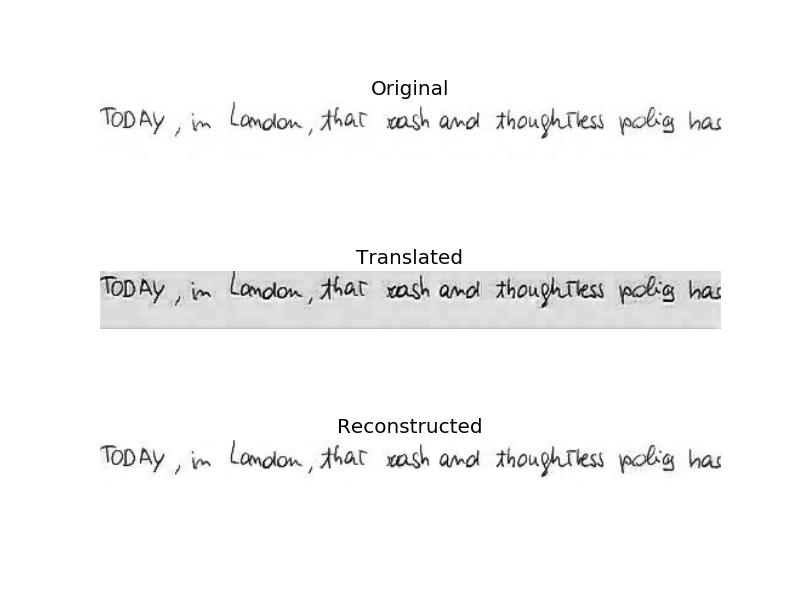 Original
TODAY, in London, that rash and thoughtless policy has
Translated
TODAY, in London, that rash and thoughtless policy has
Reconstructed
TODAY, in London, that rash and thoughtless policy has